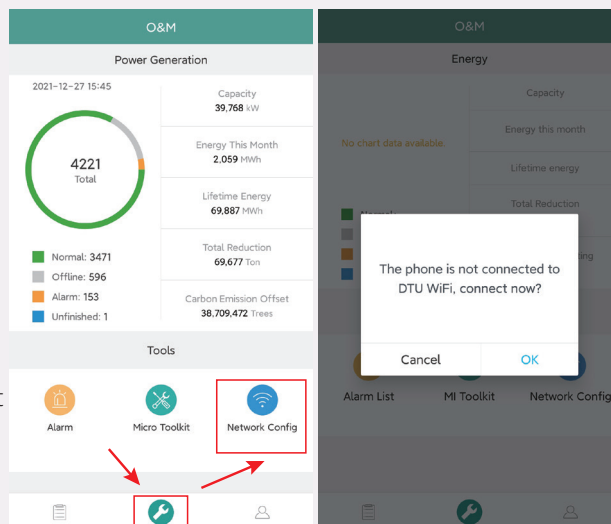 O&M
Power Generation
2021-12-27 15:45
4221
Total
Normal: 3471
Offline: 596
Alarm: 153
Unfinished: 1
Capacity
39,768 kW
Energy This Month
2,059 MWh
Lifetime Energy
69,887 MWh
Total Reduction
69,677 Ton
Carbon Emission Offset
38,709,472 Trees
Tools
Alarm
Micro Toolkit
Network Config
O&M
Energy
No chart data available.
Capacity
Energy this month
Lifetime energy
Total Reduction
Normal:
The phone is not connected to
DTU WiFi, connect now?
Cancel
OK
Alarm List
MI Toolkit
Network Config